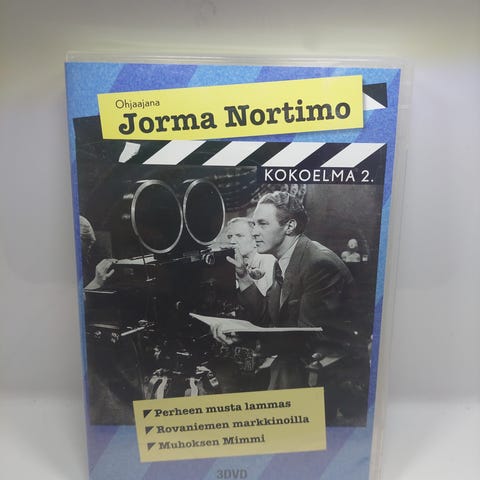 Ohjaajana
Jorma Nortimo
KOKOELMA 2.
Perheen musta lammas
Rovaniemen markkinoilla
Muhoksen Mimmi
3DVD